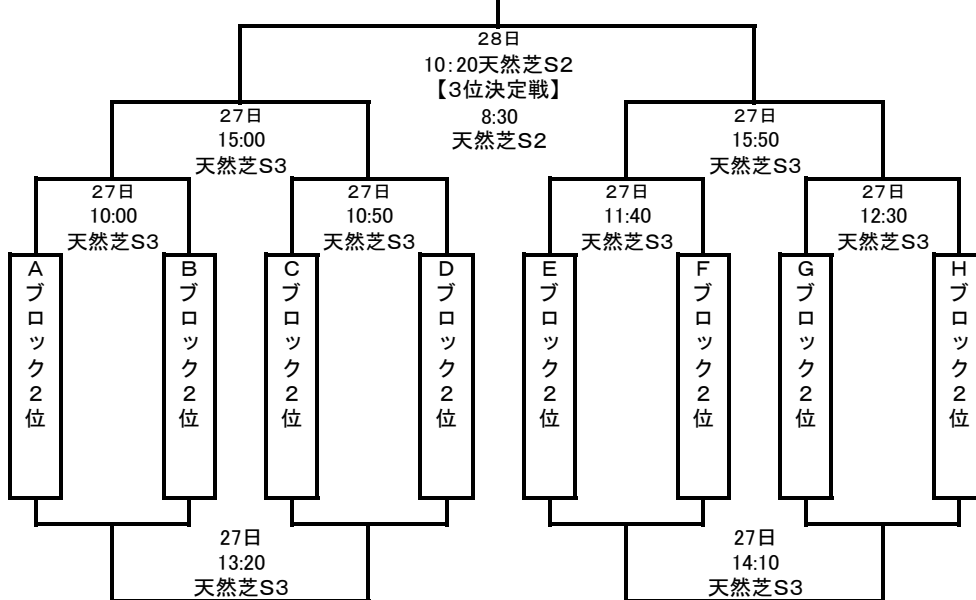 28日
10:20天然芝S2
【3位決定戦】
8:30
天然芝S2
27日
15:00
天然芝S3
27日
15:50
天然芝S3
27日
10:00
天然芝S3
27日
10:50
天然芝S3
27日
11:40
天然芝S3
27日
12:30
天然芝S3
Aブロック2位
Bブロック2位
Cブロック2位
Dブロック2位
Eブロック2位
Fブロック2位
Gブロック2位
Hブロック2位
27日
13:20
天然芝S3
27日
14:10
天然芝S3